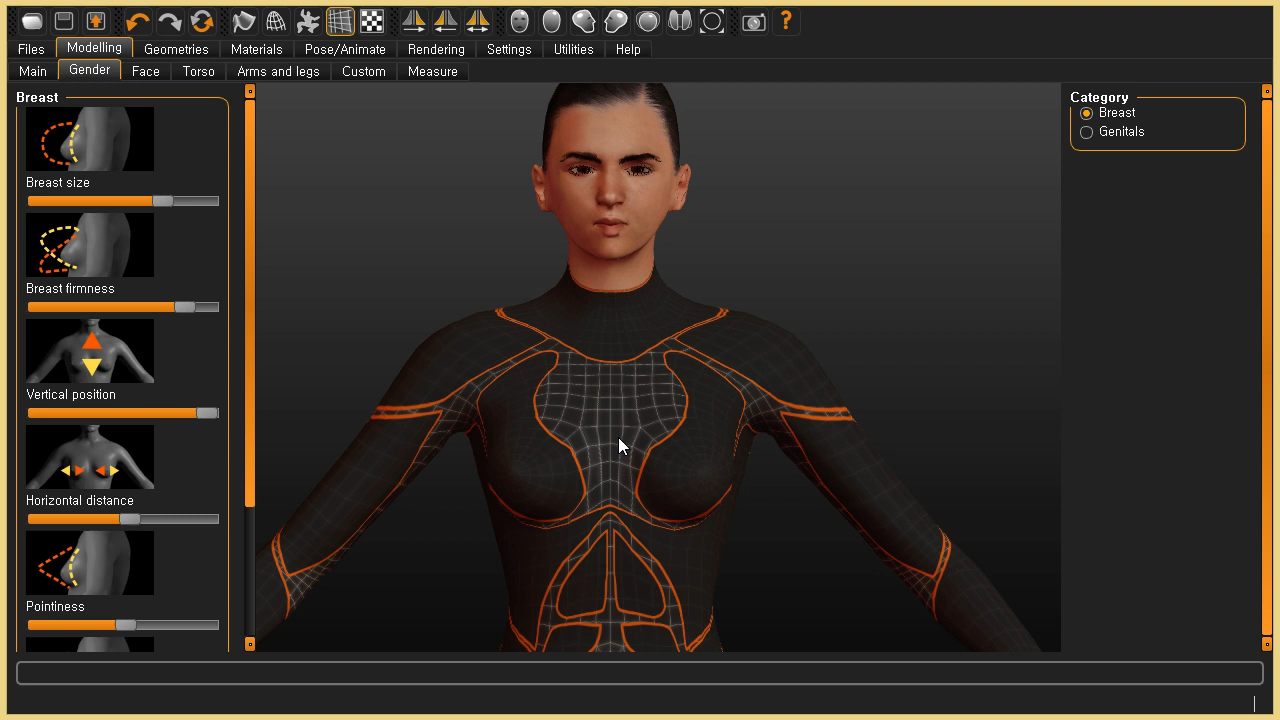 ?
Files Modelling Geometries Materials Pose/Animate Rendering Settings Utilities Help
Main Gender Face Torso Arms and legs Custom Measure
Breast
Breast size
Breast firmness
Vertical position
Horizontal distance
Pointiness
Category
Breast
Genitals